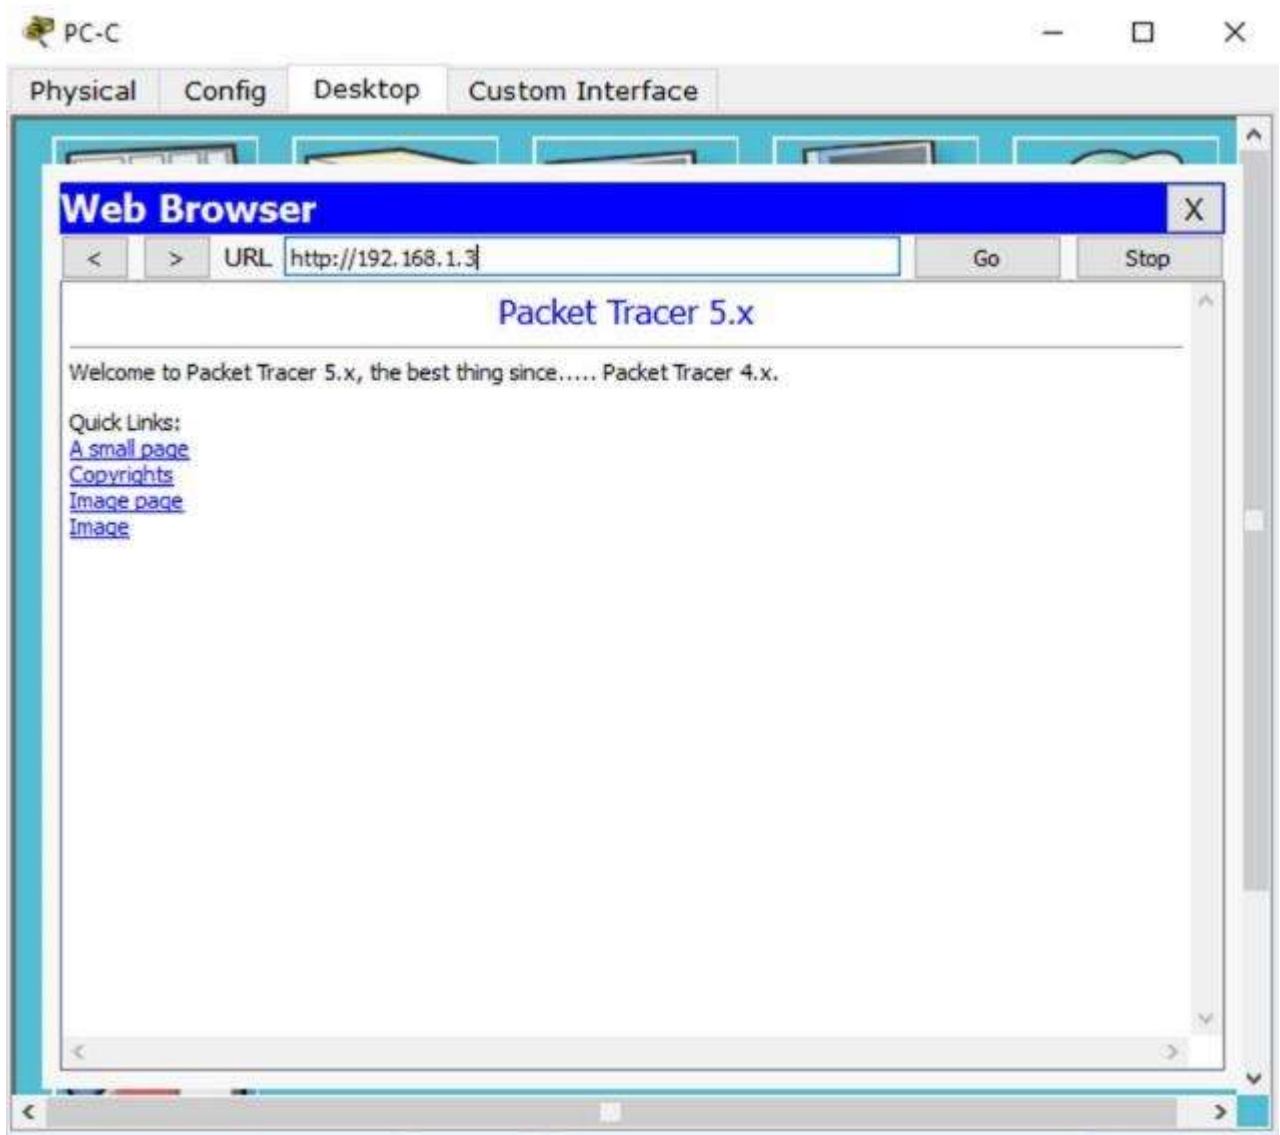 PC-C
Physical Config Desktop Custom Interface
Web Browser X
< > URL http://192.168.1.3 Go Stop
Packet Tracer 5.x
Welcome to Packet Tracer 5.x, the best thing since..... Packet Tracer 4.x.
Quick Links:
A small page
Copyrights
Image page
Image